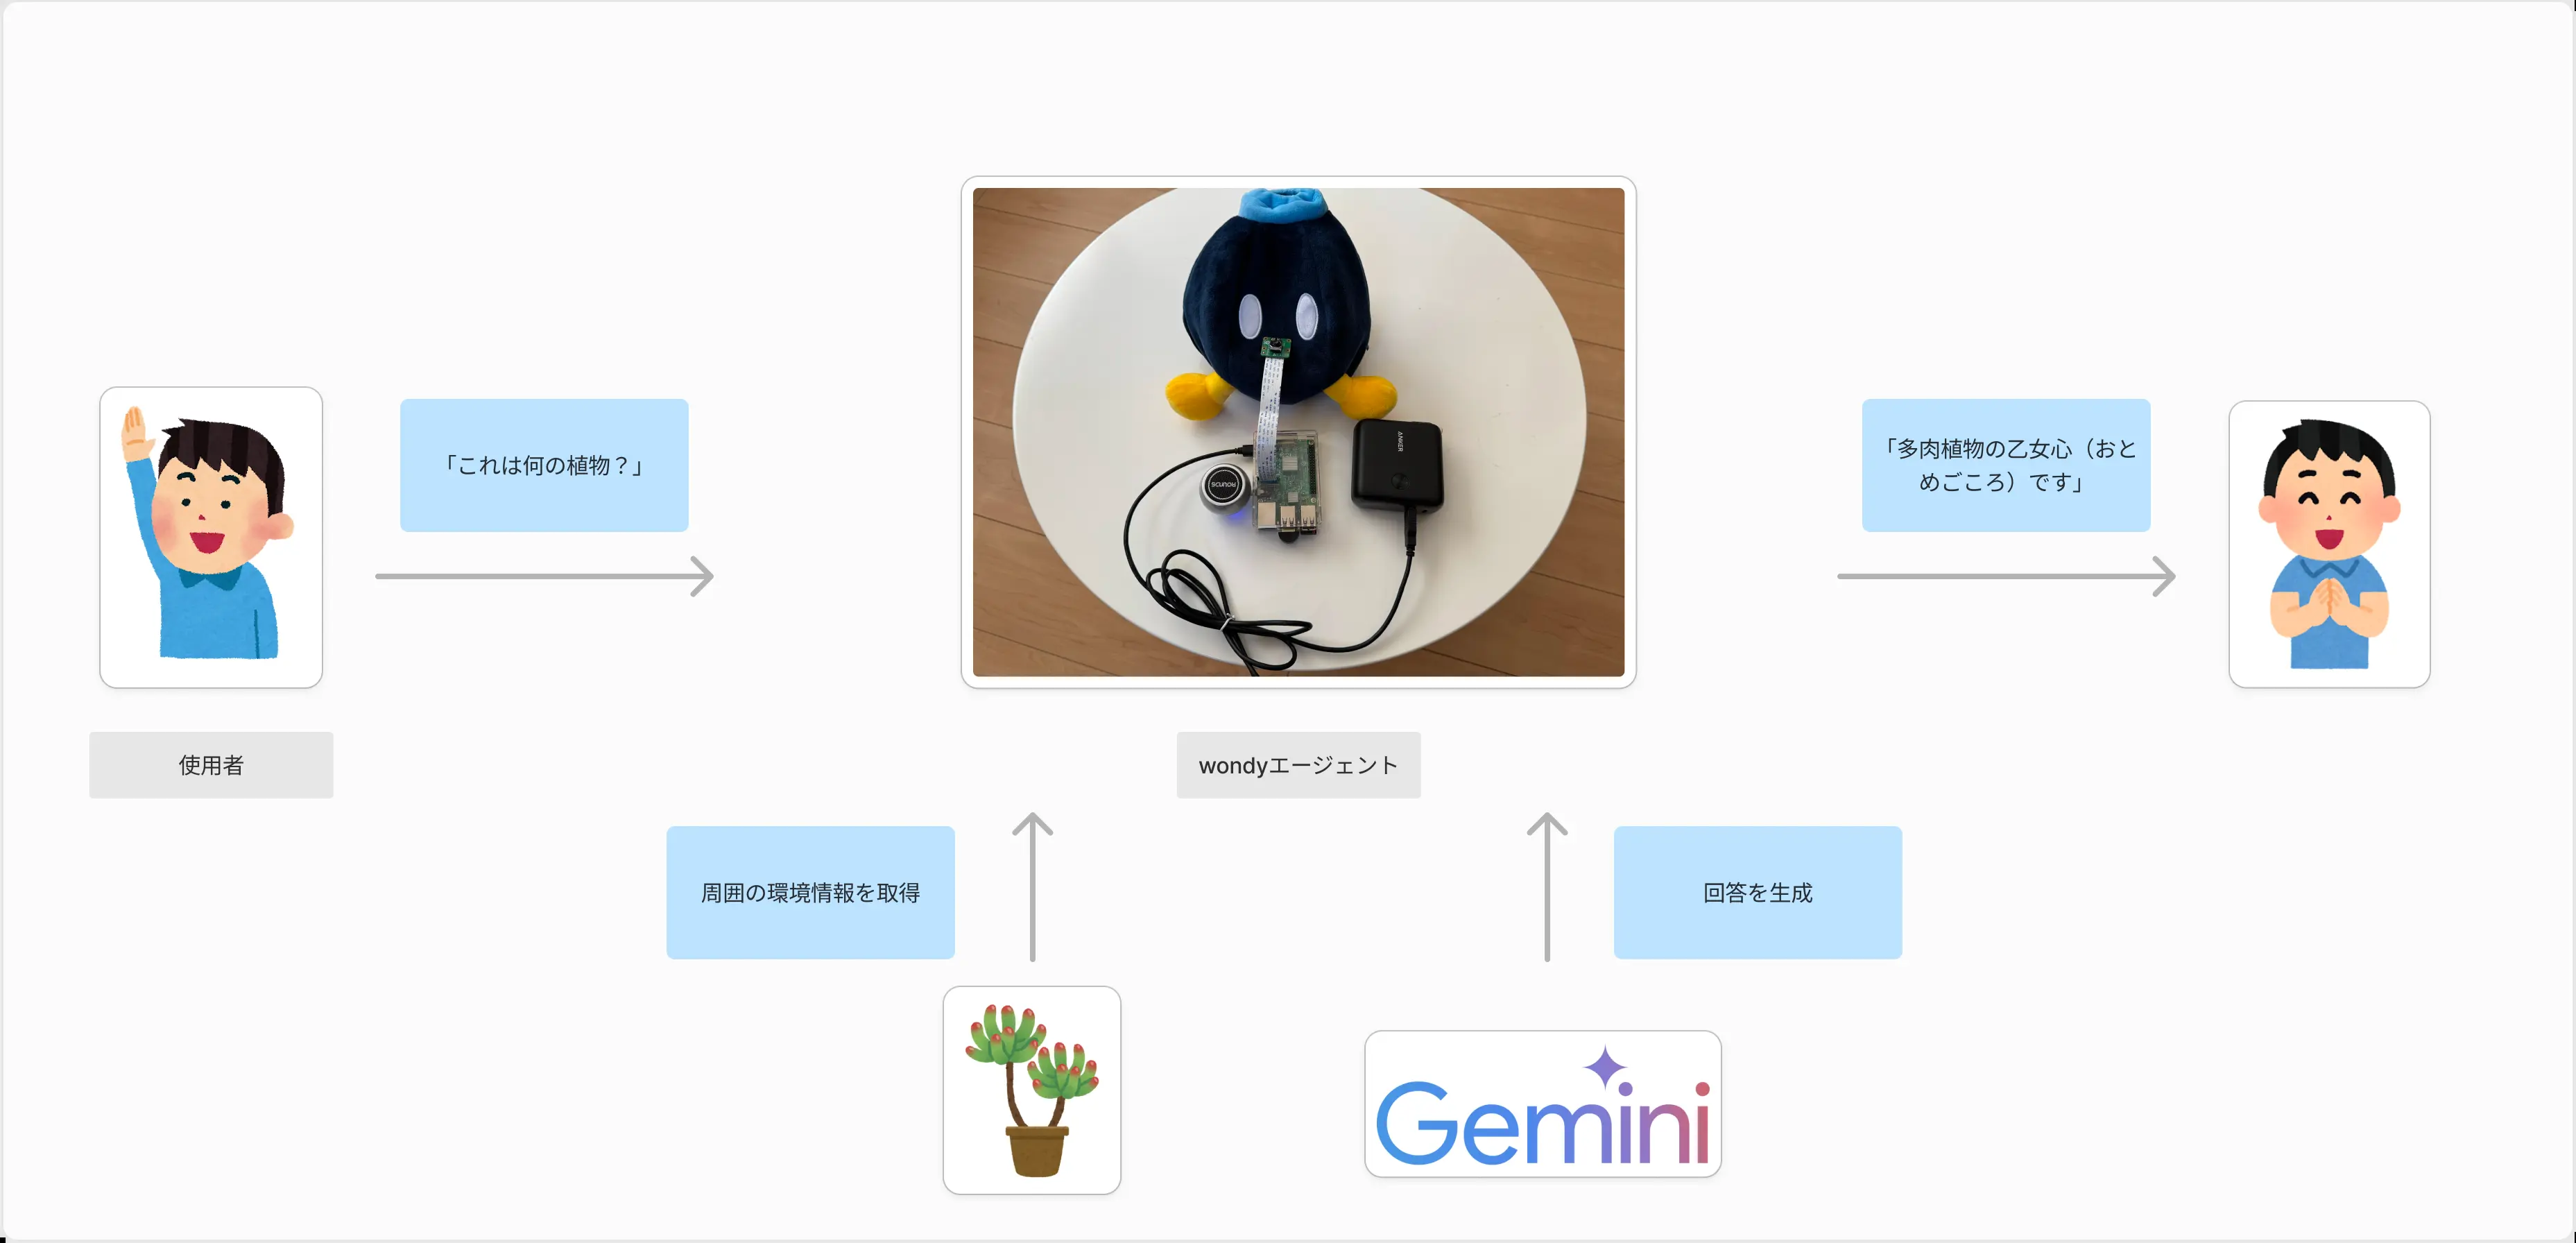 「これは何の植物？」
「多肉植物の乙女心（おと
めごころ）です」
ANKER
SOUNDS
使用者
wondyエージェント
周囲の環境情報を取得
回答を生成
Gemini